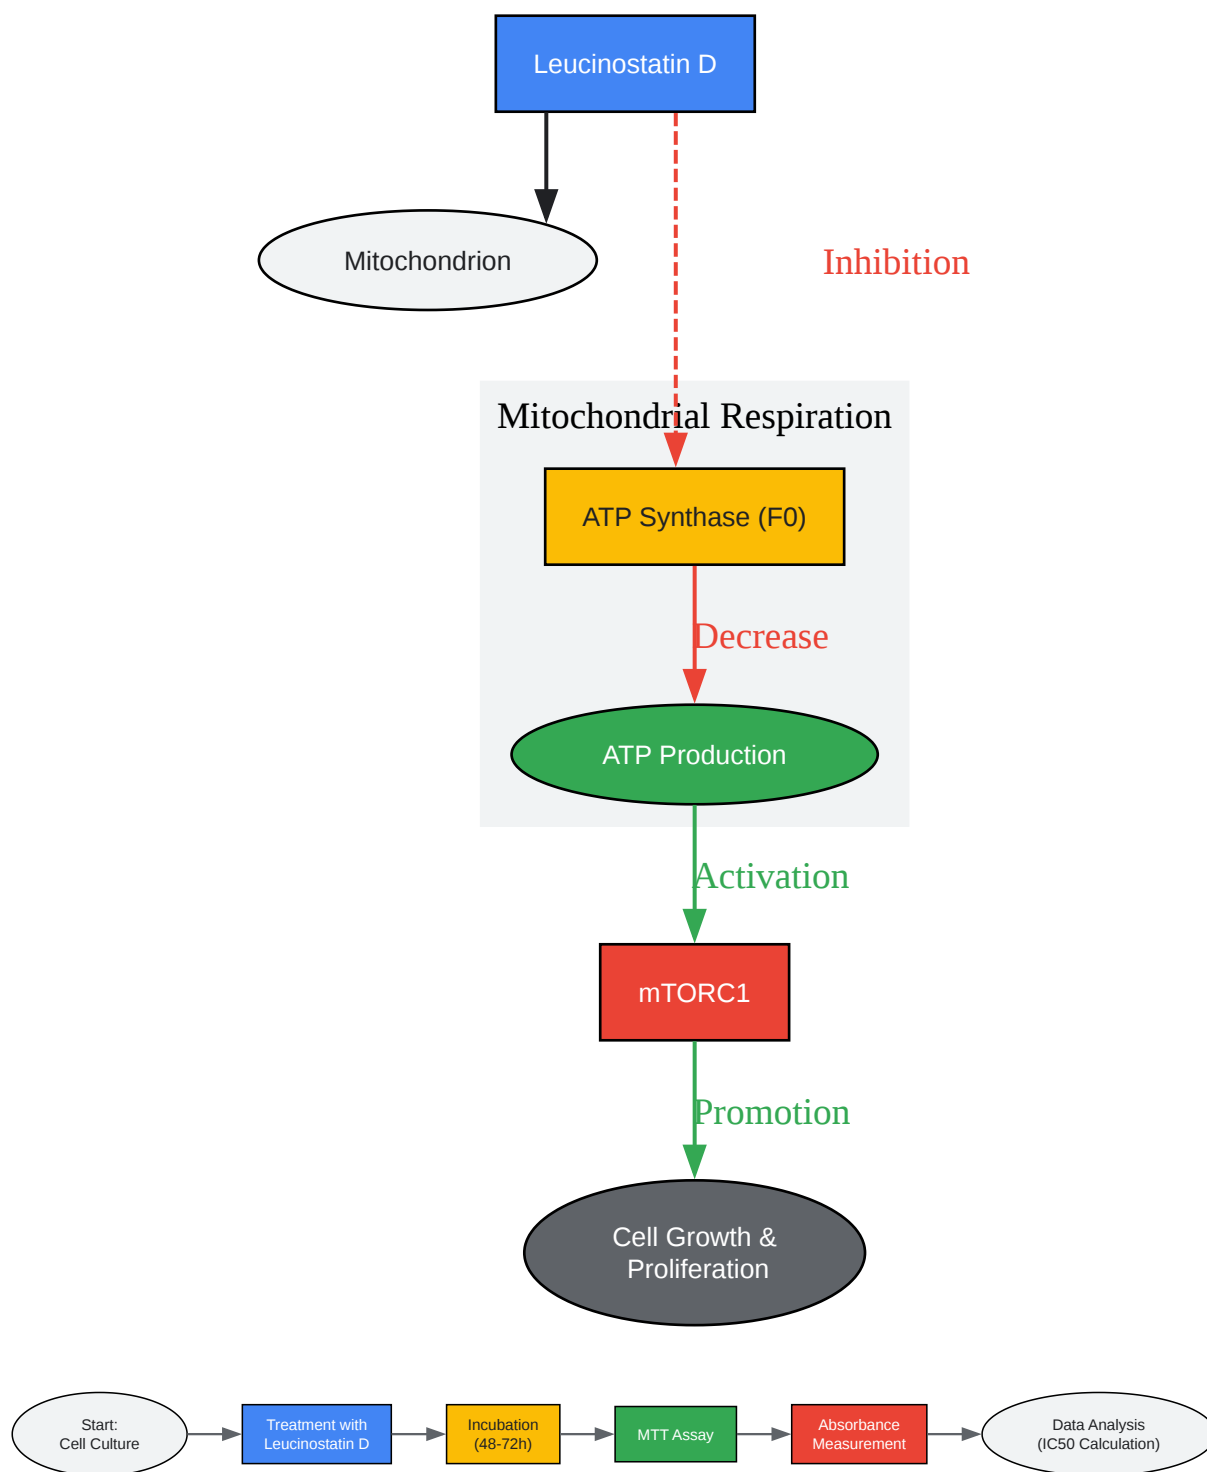 Leucinostatin D
Mitochondrion
Inhibition
Mitochondrial Respiration
ATP Synthase (F0)
Decrease
ATP Production
Activation
mTORC1
Promotion
Cell Growth &
Proliferation
Start:
Cell Culture
Treatment with
Leucinostatin D
Incubation
(48-72h)
MTT Assay
Absorbance
Measurement
Data Analysis
(IC50 Calculation)